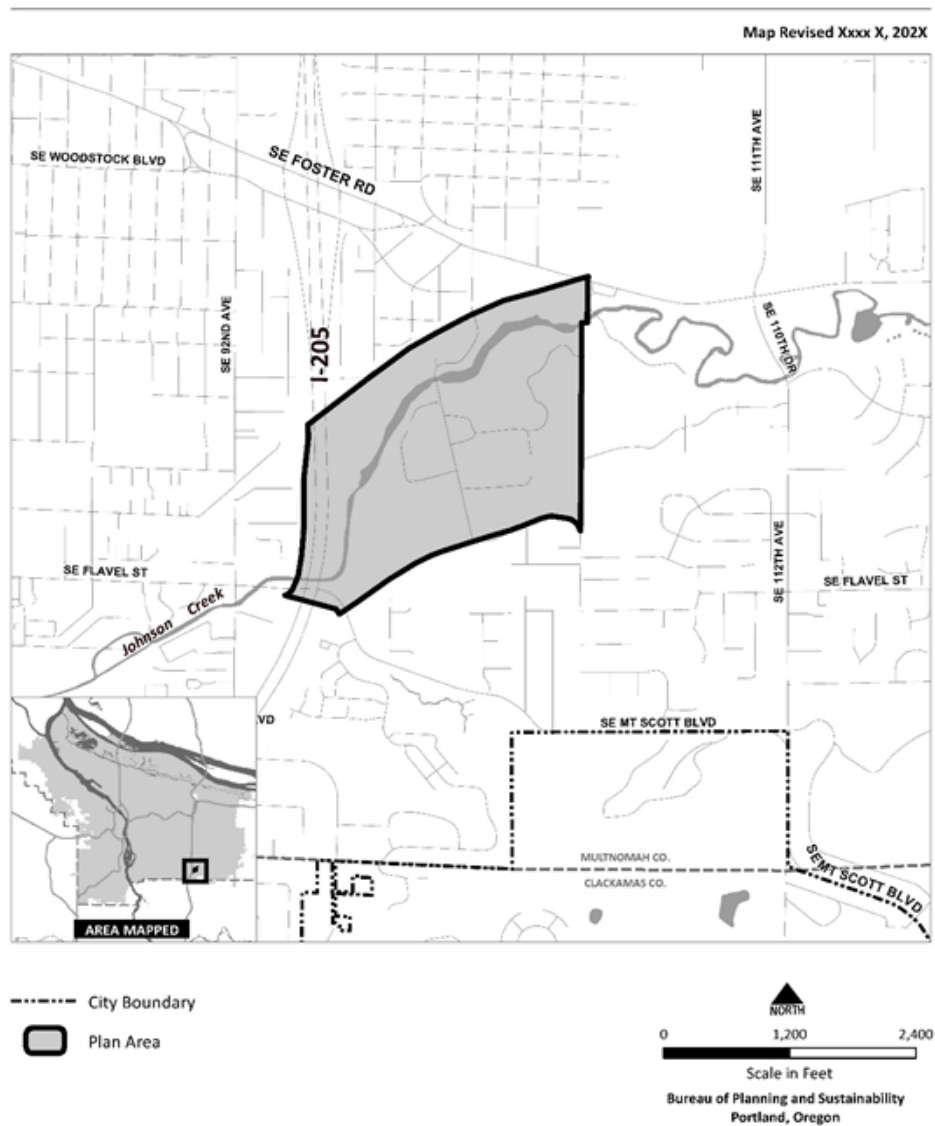 Map Revised Xxxx X, 202X
SE WOODSTOCK BLVD
SE FOSTER RD
SE 111TH AVE
SE 92ND AVE
I-205
SE 110TH DR
SE FLAVEL ST
SE 112TH AVE
SE FLAVEL ST
Johnson Creek
VD
SE MT SCOTT BLVD
MULTNOMAH CO.
CLACKAMAS CO.
SE MT SCOTT BLVD
AREA MAPPED
City Boundary
Plan Area
NORTH
0 1,200 2,400
Scale in Feet
Bureau of Planning and Sustainability
Portland, Oregon